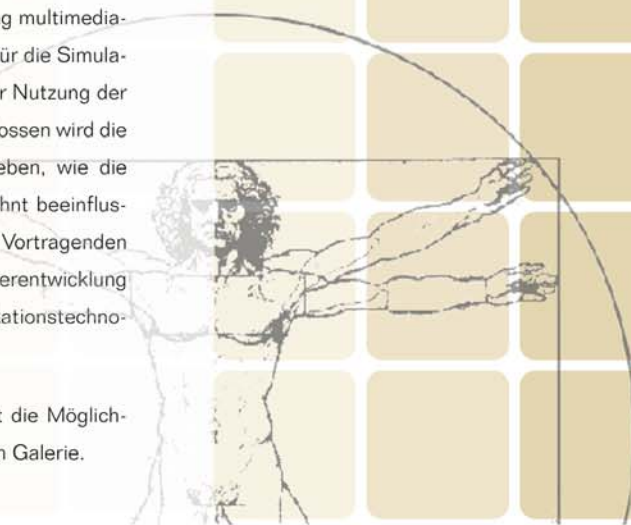 g multimedia-
ür die Simula-
r Nutzung der
ossen wird die
eben, wie die
hnt beeinflus-
Vortragenden
erentwicklung
ationstechno-
t die Möglich-
n Galerie.